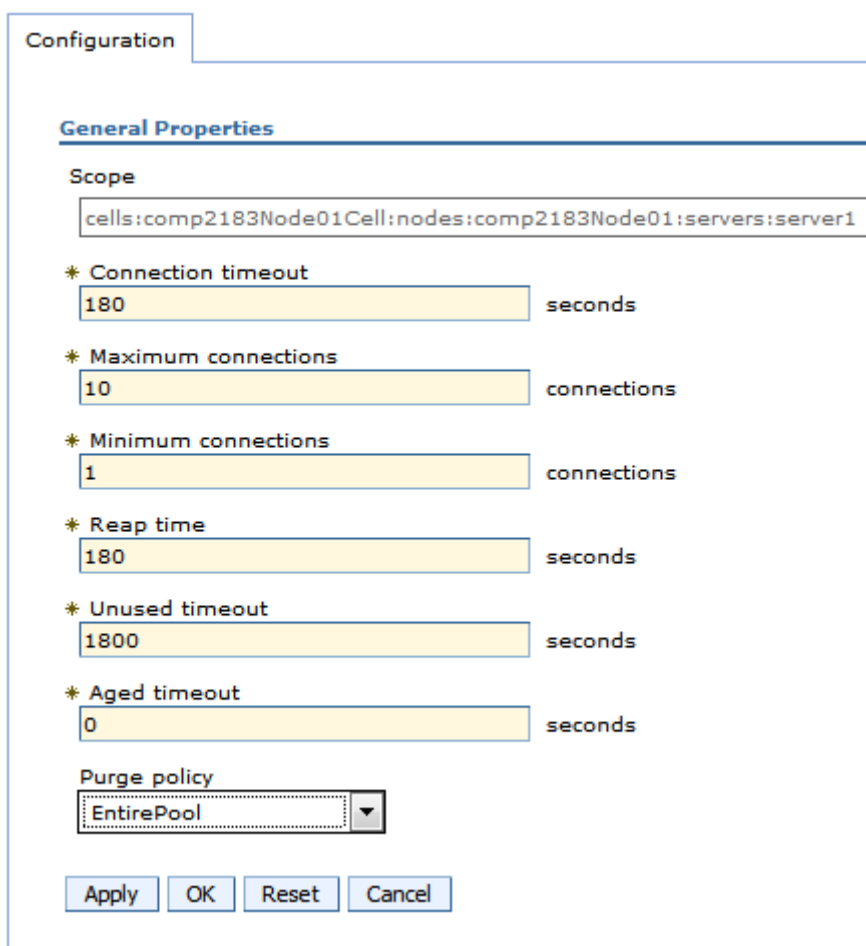 Configuration
General Properties
Scope
cells:comp2183Node01Cell:nodes:comp2183Node01:servers:server1
* Connection timeout
180 seconds
* Maximum connections
10 connections
* Minimum connections
1 connections
* Reap time
180 seconds
* Unused timeout
1800 seconds
* Aged timeout
0 seconds
Purge policy
EntirePool
Apply OK Reset Cancel